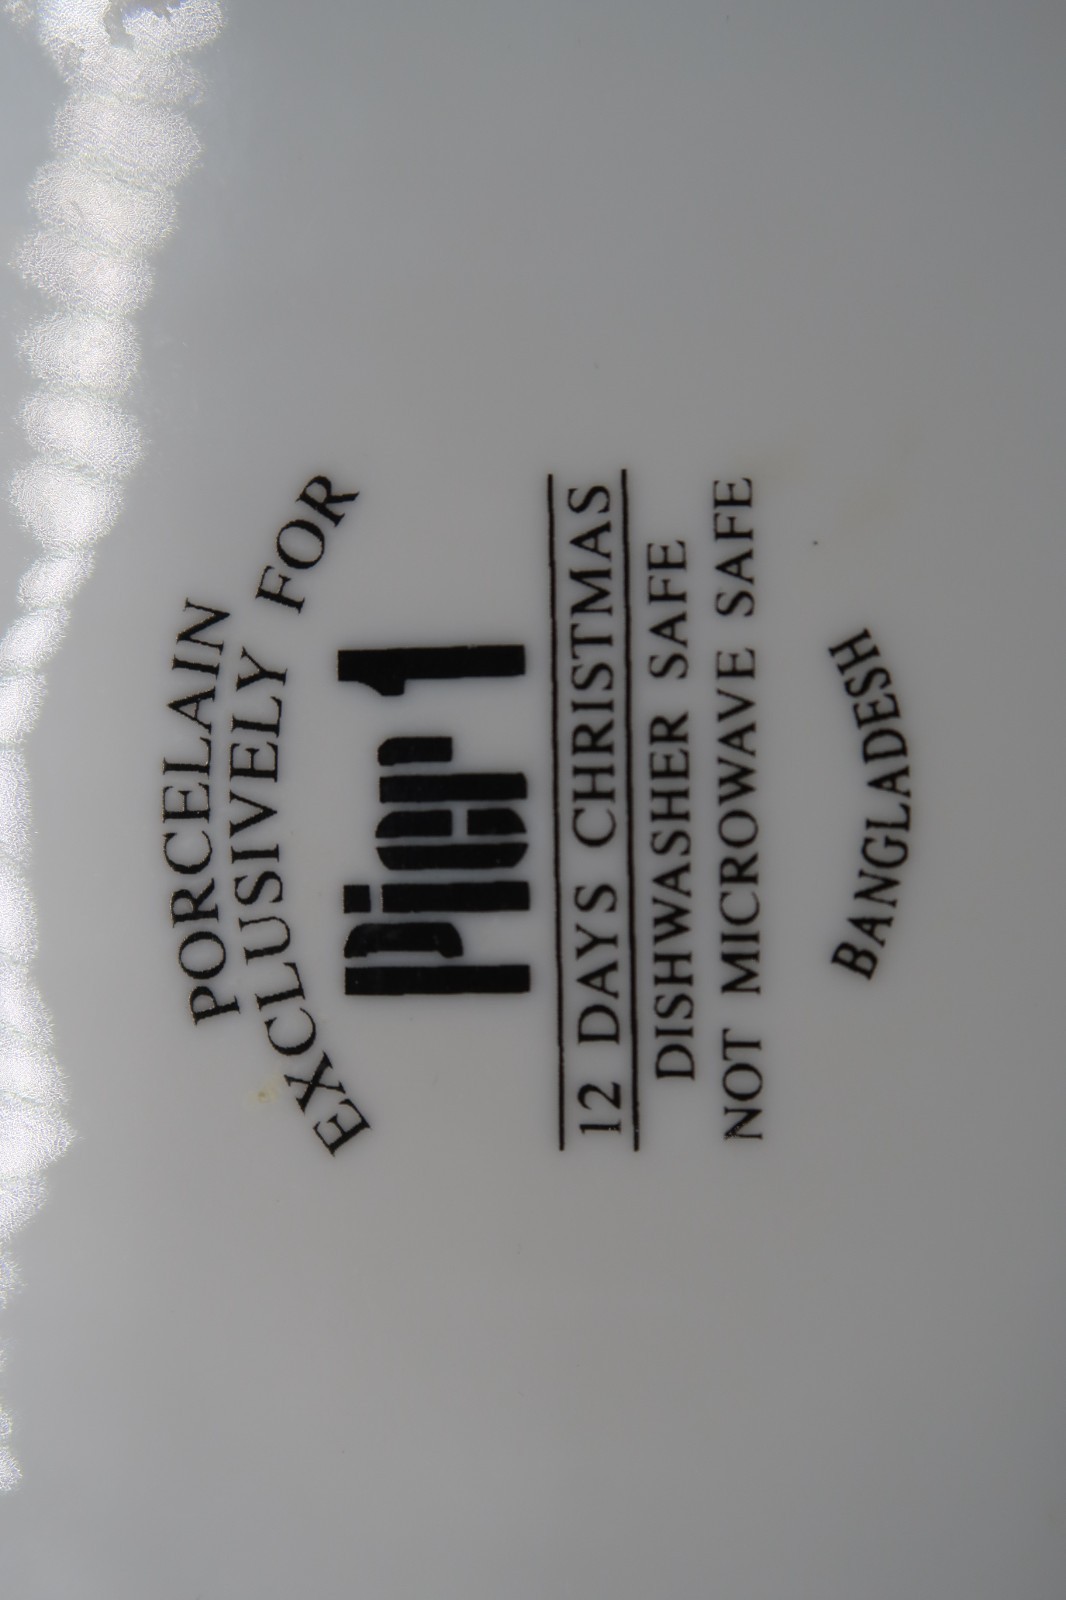 PORCELAIN
EXCLUSIVELY FOR
Pier 1
12 DAYS CHRISTMAS
DISHWASHER SAFE
NOT MICROWAVE SAFE
BANGLADESH